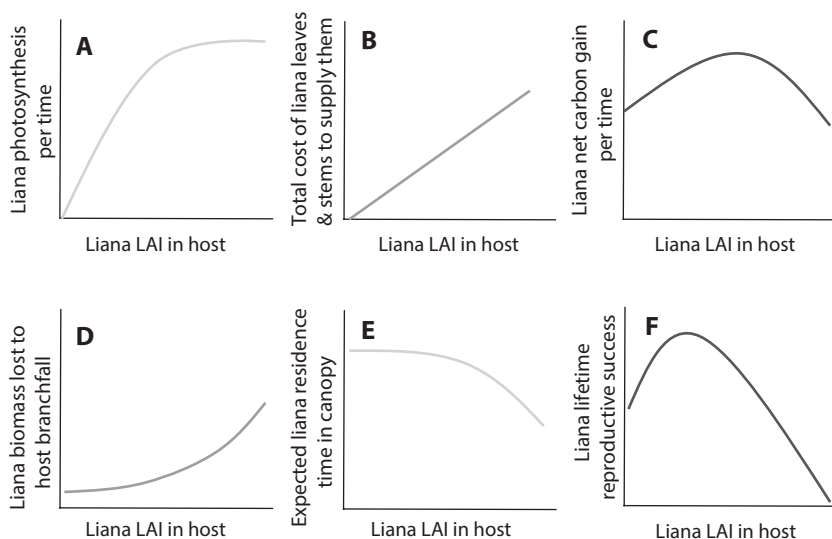 A
Liana photosynthesis
per time
Liana LAI in host
B
Total cost of liana leaves
& stems to supply them
Liana LAI in host
C
Liana net carbon gain
per time
Liana LAI in host
D
Liana biomass lost to
host branchfall
Liana LAI in host
E
Expected liana residence
time in canopy
Liana LAI in host
F
Liana lifetime
reproductive success
Liana LAI in host